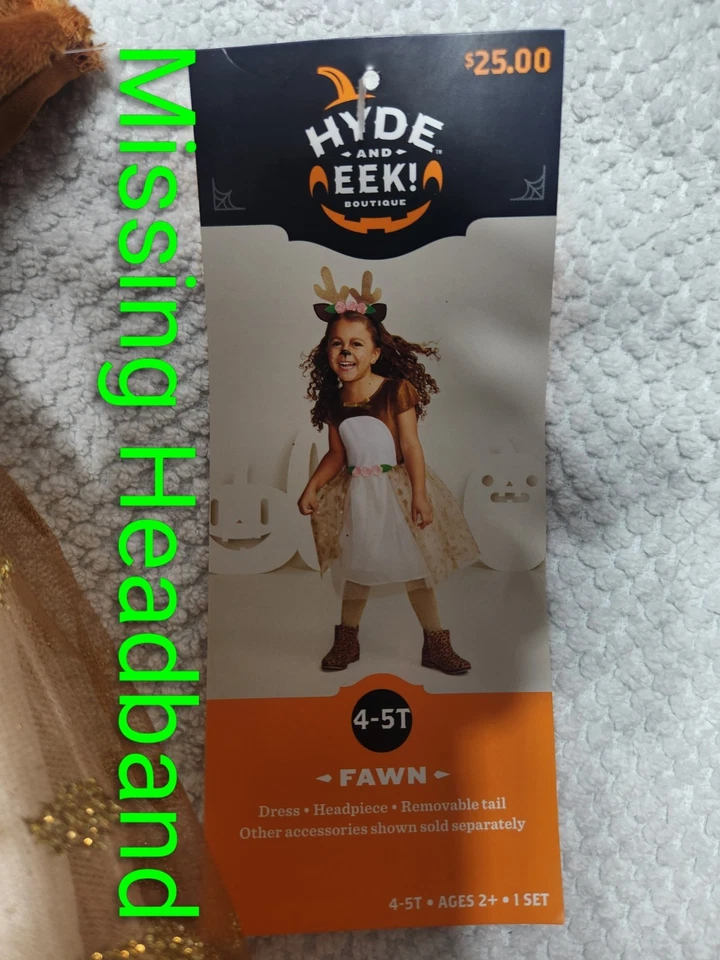 Missing Headband
$25.00
HYDE
AND
EEK!
BOUTIQUE
4-5T
FAWN
Dress • Headpiece • Removable tail
Other accessories shown sold separately
4-5T • AGES 2+ • 1 SET